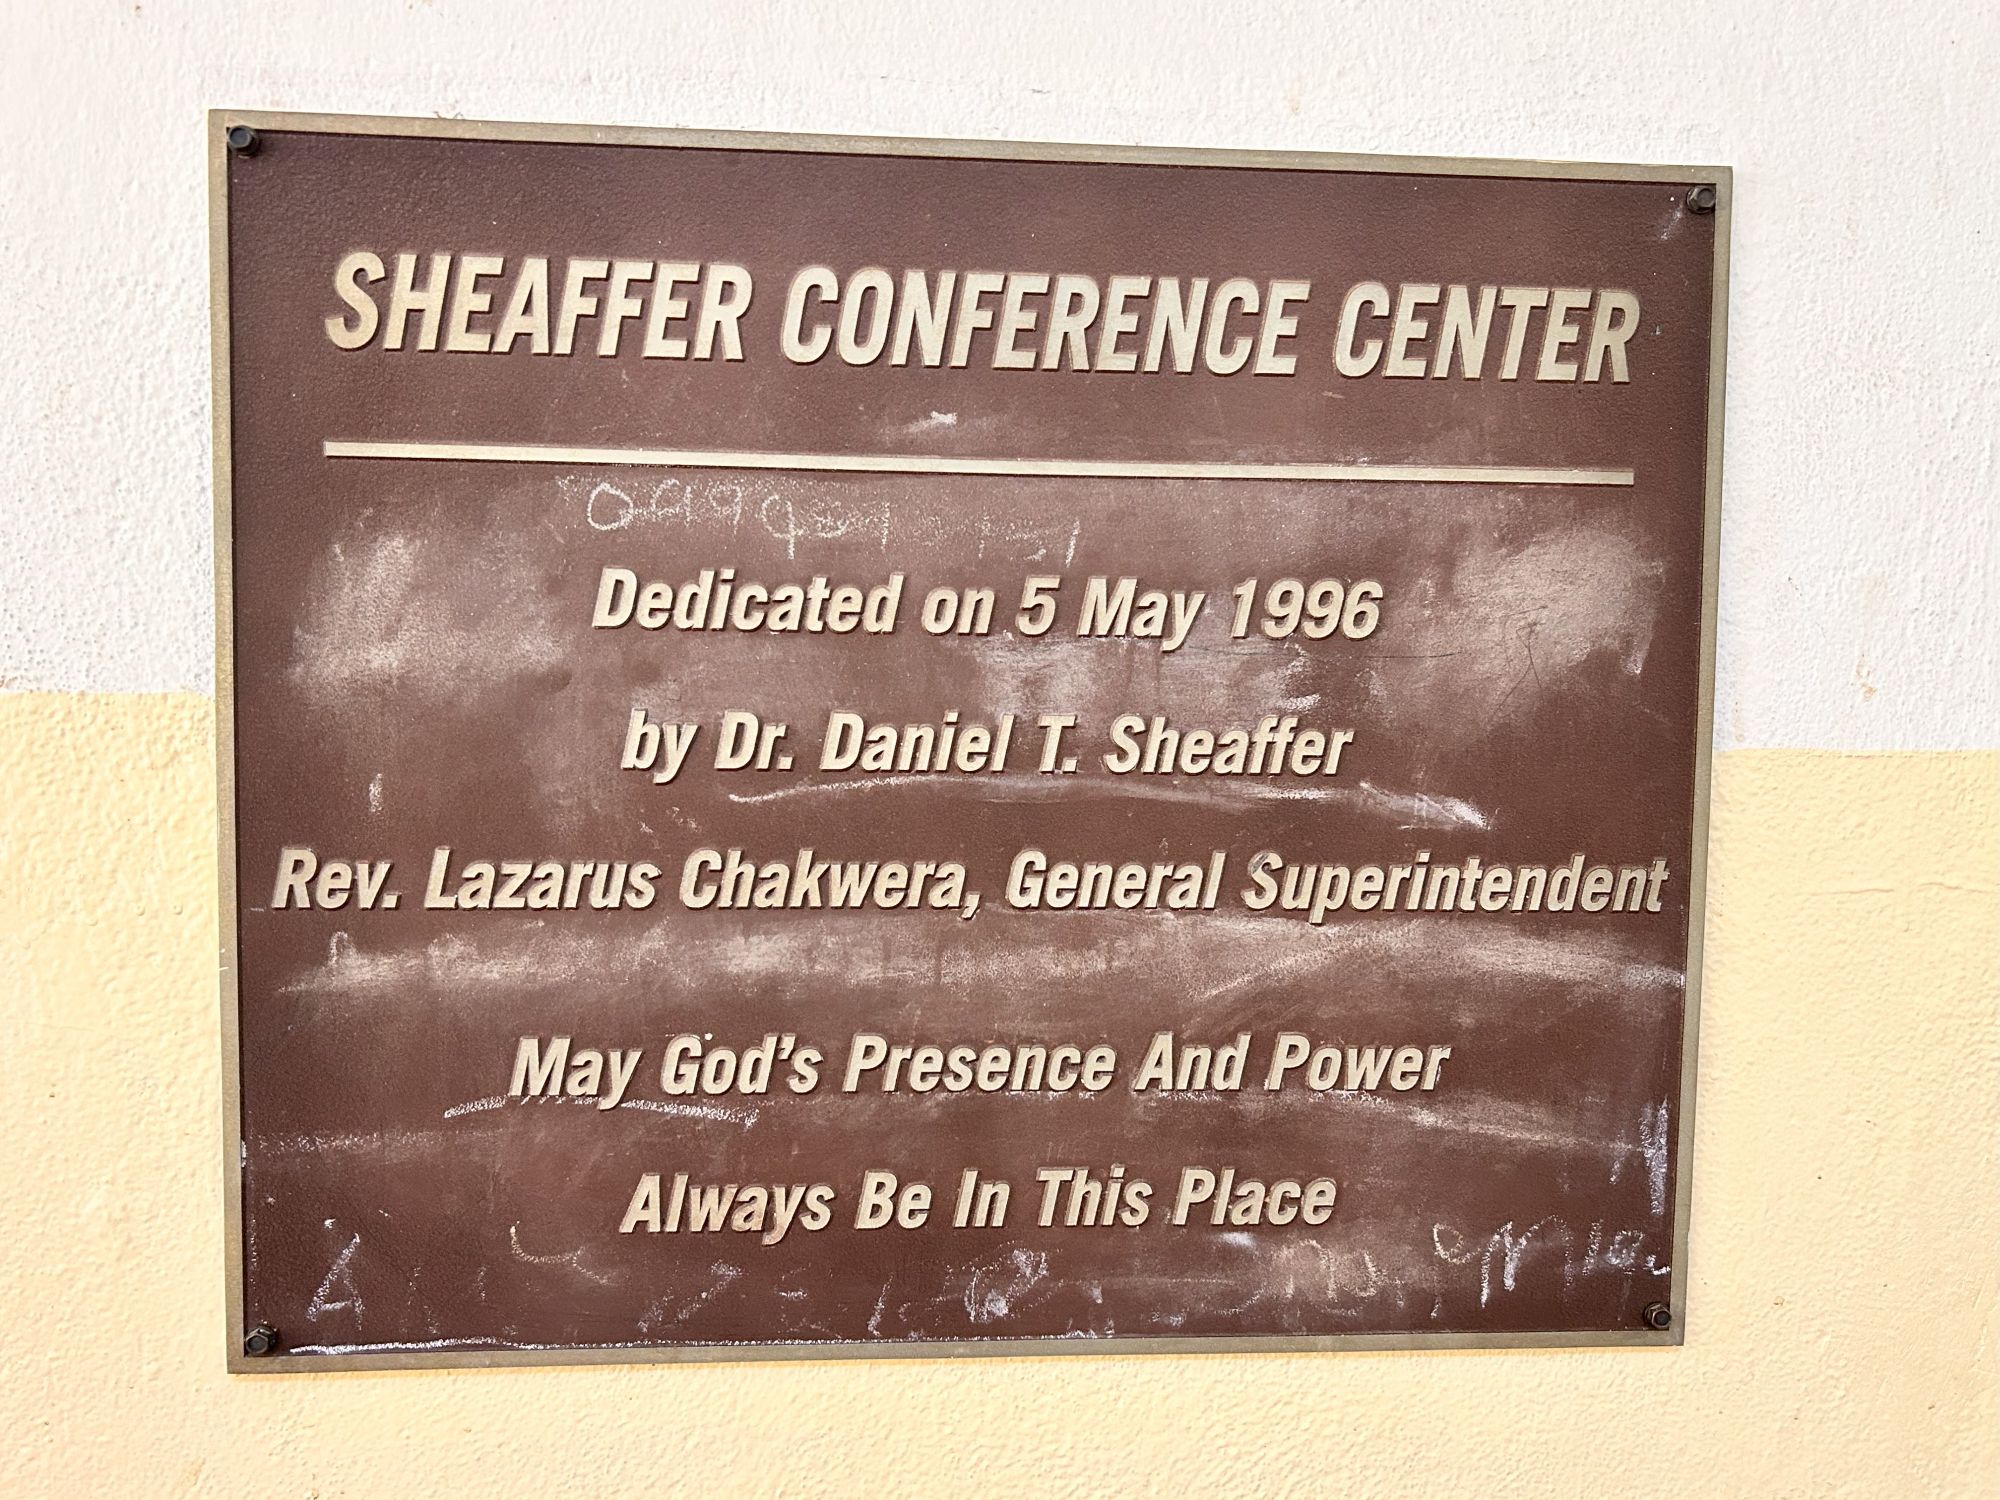 SHEAFFER CONFERENCE CENTER
Dedicated on 5 May 1996
by Dr. Daniel T. Sheaffer
Rev. Lazarus Chakwera, General Superintendent
May God's Presence And Power
Always Be In This Place